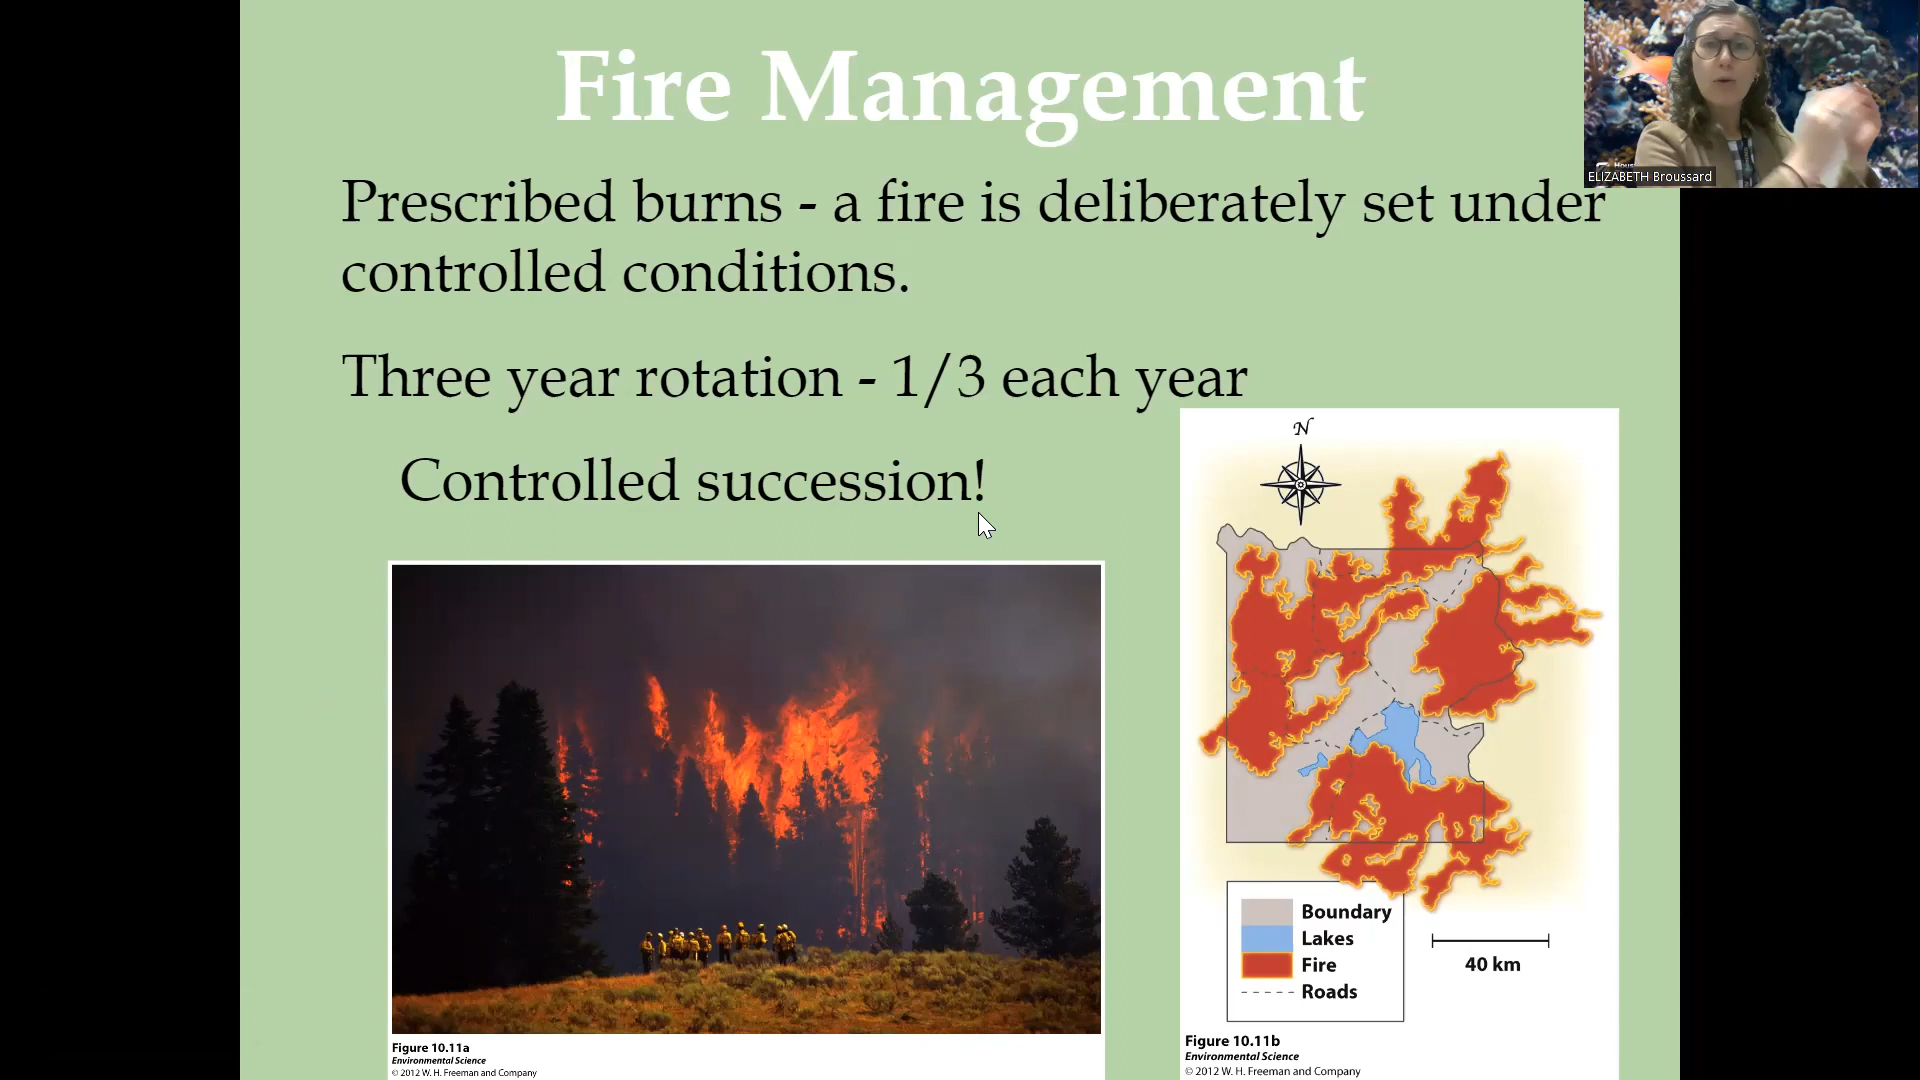 Fire Management
ELIZABETH Broussard
Prescribed burns - a fire is deliberately set under
controlled conditions.
Three year rotation - 1/3 each year
Controlled succession!
N
Boundary
Lakes
Fire
Roads
40 km
Figure 10.11a
Environmental Science
© 2012 W. H. Freeman and Company
Figure 10.11b
Environmental Science
© 2012 W. H. Freeman and Company